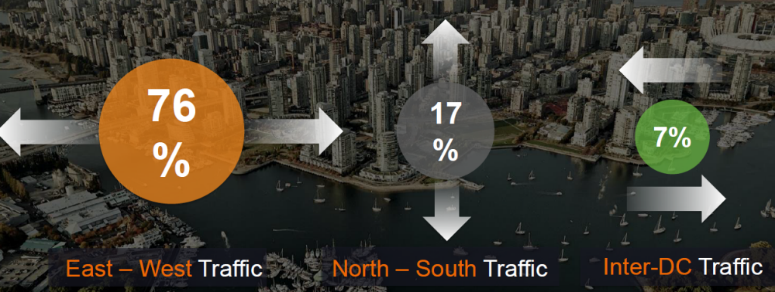 76
%
17
%
7%
East – West Traffic
North – South Traffic
Inter-DC Traffic